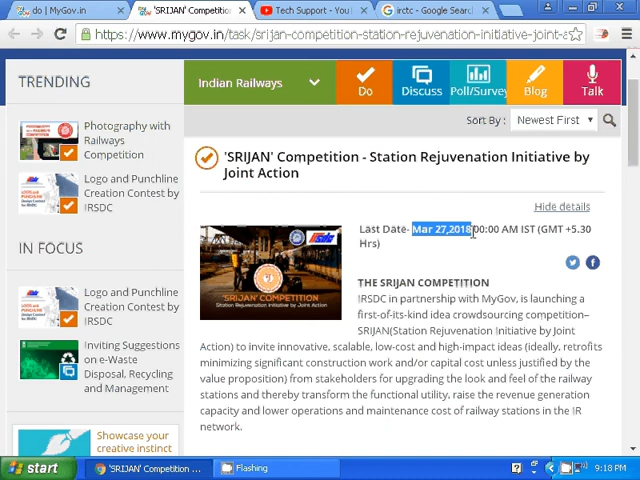 do | MyGov.in
'SRIJAN' Competitio
Tech Support - You
irctc - Google Searc
https://www.mygov.in/task/srijan-competition-station-rejuvenation-initiative-joint-a
TRENDING
Photography with
Railways
Competition
Logo and Punchline
Creation Contest by
IRSDC
IN FOCUS
Logo and Punchline
Creation Contest by
IRSDC
Inviting Suggestions
on e-Waste
Disposal, Recycling
and Management
Showcase your
creative instinct
Indian Railways
Do
Discuss
Poll/Survey
Blog
Talk
Sort By :
Newest First
'SRIJAN' Competition - Station Rejuvenation Initiative by
Joint Action
Hide details
'SRIJAN' COMPETITION
Station Rejuvenation Initiative by Joint Action
Last Date- Mar 27,2018 00:00 AM IST (GMT +5.30
Hrs)
THE SRIJAN COMPETITION
IRSDC in partnership with MyGov, is launching a
first-of-its-kind idea crowdsourcing competition–
SRIJAN(Station Rejuvenation Initiative by Joint
Action) to invite innovative, scalable, low-cost and high-impact ideas (ideally, retrofits
minimizing significant construction work and/or capital cost unless justified by the
value proposition) from stakeholders for upgrading the look and feel of the railway
stations and thereby transform the functional utility, raise the revenue generation
capacity and lower operations and maintenance cost of railway stations in the IR
network.
start
'SRIJAN' Competition ...
Flashing
9:18 PM